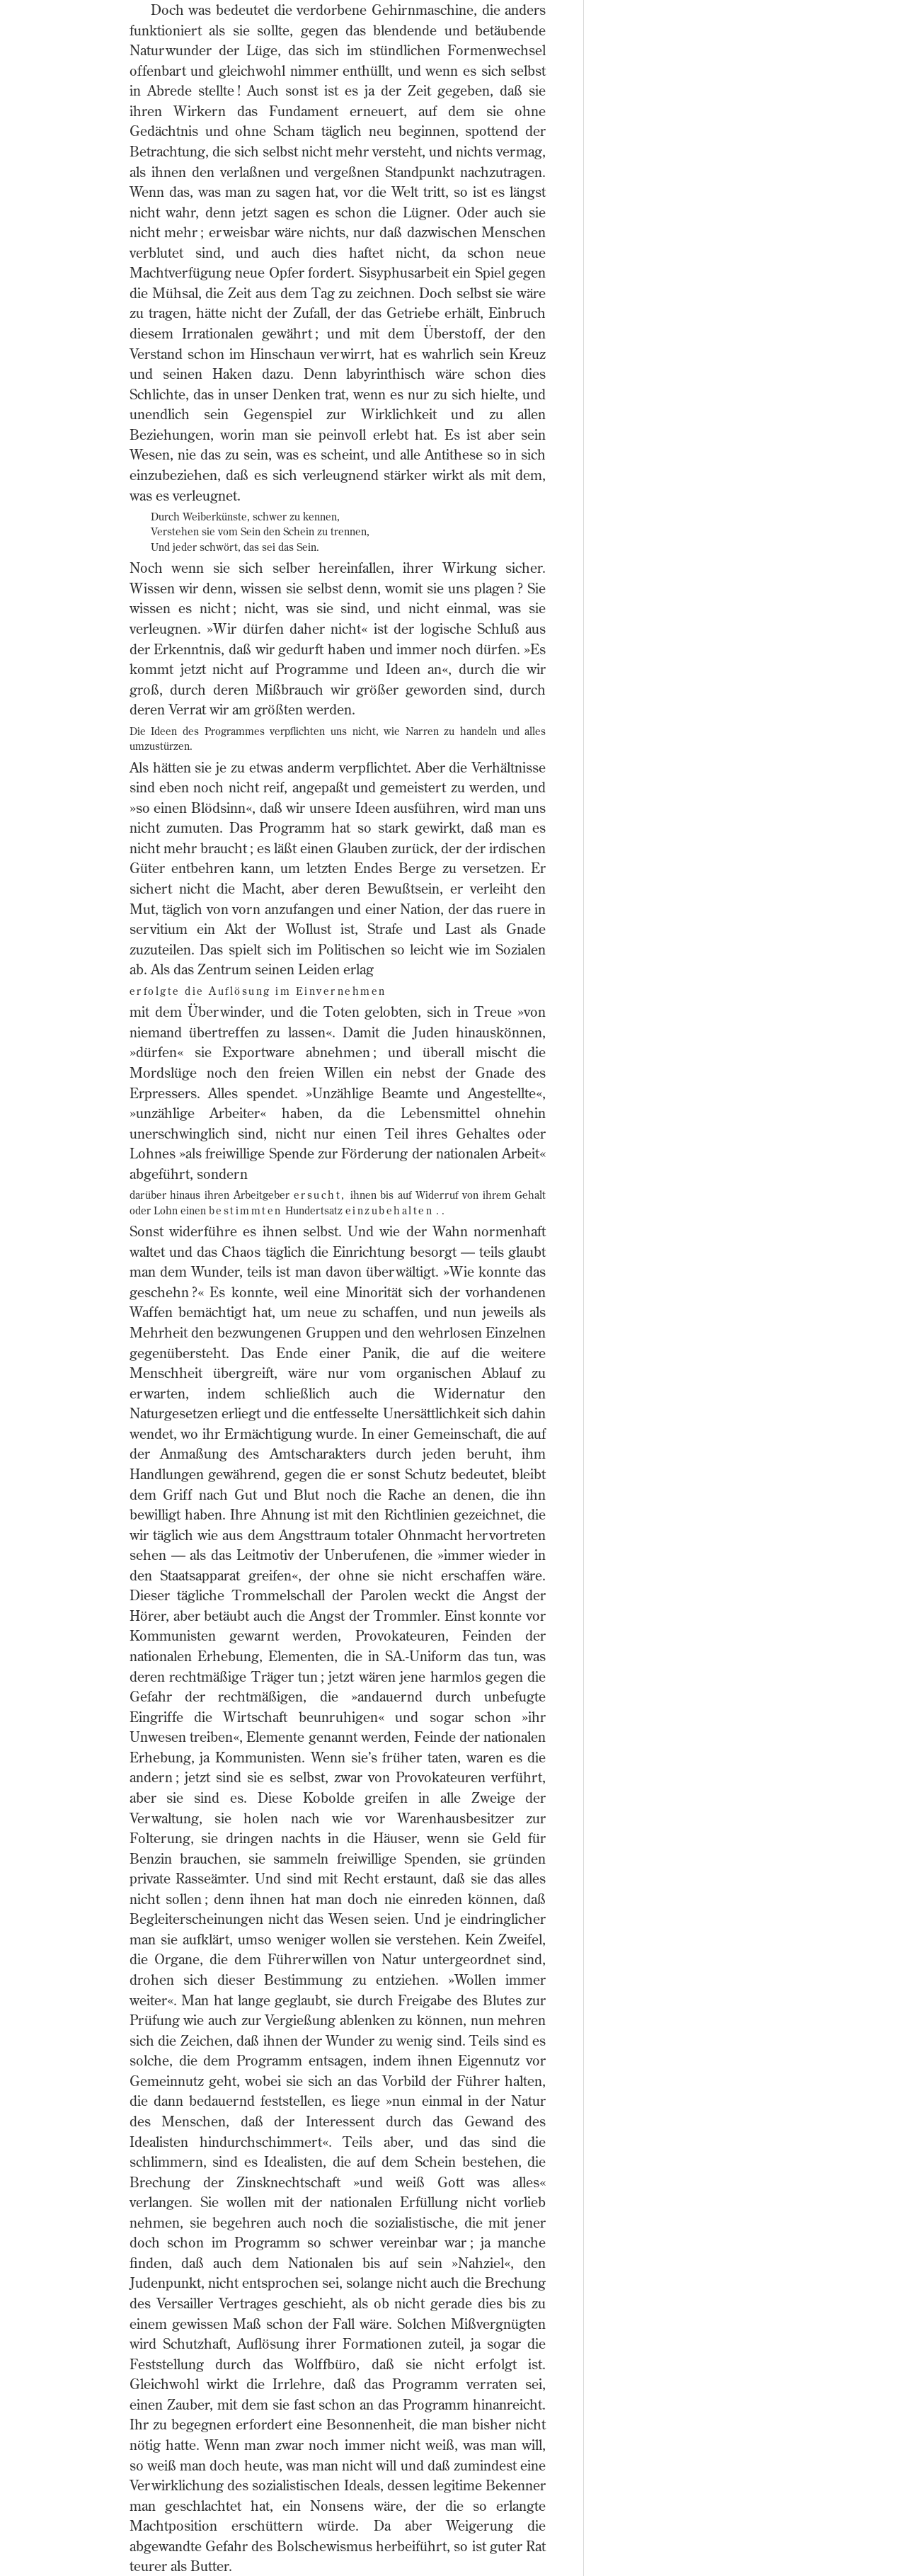 Doch was bedeutet die verdorbene Gehirnmaschine, die anders
funktioniert als sie sollte, gegen das blendende und betäubende
Naturwunder der Lüge, das sich im stündlichen Formenwechsel
offenbart und gleichwohl nimmer enthüllt, und wenn es sich selbst
in Abrede stellte! Auch sonst ist es ja der Zeit gegeben, daß sie
ihren Wirkern das Fundament erneuert, auf dem sie ohne
Gedächtnis und ohne Scham täglich neu beginnen, spottend der
Betrachtung, die sich selbst nicht mehr versteht, und nichts vermag,
als ihnen den verlaßnen und vergeßnen Standpunkt nachzutragen.
Wenn das, was man zu sagen hat, vor die Welt tritt, so ist es längst
nicht wahr, denn jetzt sagen es schon die Lügner. Oder auch sie
nicht mehr; erweisbar wäre nichts, nur daß dazwischen Menschen
verblutet sind, und auch dies haftet nicht, da schon neue
Machtverfügung neue Opfer fordert. Sisyphusarbeit ein Spiel gegen
die Mühsal, die Zeit aus dem Tag zu zeichnen. Doch selbst sie wäre
zu tragen, hätte nicht der Zufall, der das Getriebe erhält, Einbruch
diesem Irrationalen gewährt; und mit dem Überstoff, der den
Verstand schon im Hinschaun verwirrt, hat es wahrlich sein Kreuz
und seinen Haken dazu. Denn labyrinthisch wäre schon dies
Schlichte, das in unser Denken trat, wenn es nur zu sich hielte, und
unendlich sein Gegenspiel zur Wirklichkeit und zu allen
Beziehungen, worin man sie peinvoll erlebt hat. Es ist aber sein
Wesen, nie das zu sein, was es scheint, und alle Antithese so in sich
einzubeziehen, daß es sich verleugnend stärker wirkt als mit dem,
was es verleugnet.
Durch Weiberkünste, schwer zu kennen,
Verstehen sie vom Sein den Schein zu trennen,
Und jeder schwört, das sei das Sein.
Noch wenn sie sich selber hereinfallen, ihrer Wirkung sicher.
Wissen wir denn, wissen sie selbst denn, womit sie uns plagen? Sie
wissen es nicht; nicht, was sie sind, und nicht einmal, was sie
verleugnen. »Wir dürfen daher nicht« ist der logische Schluß aus
der Erkenntnis, daß wir gedurft haben und immer noch dürfen. »Es
kommt jetzt nicht auf Programme und Ideen an«, durch die wir
groß, durch deren Mißbrauch wir größer geworden sind, durch
deren Verrat wir am größten werden.
Die Ideen des Programmes verpflichten uns nicht, wie Narren zu handeln und alles
umzustürzen.
Als hätten sie je zu etwas anderm verpflichtet. Aber die Verhältnisse
sind eben noch nicht reif, angepaßt und gemeistert zu werden, und
»so einen Blödsinn«, daß wir unsere Ideen ausführen, wird man uns
nicht zumuten. Das Programm hat so stark gewirkt, daß man es
nicht mehr braucht; es läßt einen Glauben zurück, der der irdischen
Güter entbehren kann, um letzten Endes Berge zu versetzen. Er
sichert nicht die Macht, aber deren Bewußtsein, er verleiht den
Mut, täglich von vorn anzufangen und einer Nation, der das ruere in
servitium ein Akt der Wollust ist, Strafe und Last als Gnade
zuzuteilen. Das spielt sich im Politischen so leicht wie im Sozialen
ab. Als das Zentrum seinen Leiden erlag
erfolgte die Auflösung im Einvernehmen
mit dem Überwinder, und die Toten gelobten, sich in Treue »von
niemand übertreffen zu lassen«. Damit die Juden hinauskönnen,
»dürfen« sie Exportware abnehmen; und überall mischt die
Mordslüge noch den freien Willen ein nebst der Gnade des
Erpressers. Alles spendet. »Unzählige Beamte und Angestellte«,
»unzählige Arbeiter« haben, da die Lebensmittel ohnehin
unerschwinglich sind, nicht nur einen Teil ihres Gehaltes oder
Lohnes »als freiwillige Spende zur Förderung der nationalen Arbeit«
abgeführt, sondern
darüber hinaus ihren Arbeitgeber ersucht, ihnen bis auf Widerruf von ihrem Gehalt
oder Lohn einen bestimmten Hundertsatz einzubehalten . .
Sonst widerführe es ihnen selbst. Und wie der Wahn normenhaft
waltet und das Chaos täglich die Einrichtung besorgt — teils glaubt
man dem Wunder, teils ist man davon überwältigt. »Wie konnte das
geschehn?« Es konnte, weil eine Minorität sich der vorhandenen
Waffen bemächtigt hat, um neue zu schaffen, und nun jeweils als
Mehrheit den bezwungenen Gruppen und den wehrlosen Einzelnen
gegenübersteht. Das Ende einer Panik, die auf die weitere
Menschheit übergreift, wäre nur vom organischen Ablauf zu
erwarten, indem schließlich auch die Widernatur den
Naturgesetzen erliegt und die entfesselte Unersättlichkeit sich dahin
wendet, wo ihr Ermächtigung wurde. In einer Gemeinschaft, die auf
der Anmaßung des Amtscharakters durch jeden beruht, ihm
Handlungen gewährend, gegen die er sonst Schutz bedeutet, bleibt
dem Griff nach Gut und Blut noch die Rache an denen, die ihn
bewilligt haben. Ihre Ahnung ist mit den Richtlinien gezeichnet, die
wir täglich wie aus dem Angsttraum totaler Ohnmacht hervortreten
sehen — als das Leitmotiv der Unberufenen, die »immer wieder in
den Staatsapparat greifen«, der ohne sie nicht erschaffen wäre.
Dieser tägliche Trommelschall der Parolen weckt die Angst der
Hörer, aber betäubt auch die Angst der Trommler. Einst konnte vor
Kommunisten gewarnt werden, Provokateuren, Feinden der
nationalen Erhebung, Elementen, die in SA.-Uniform das tun, was
deren rechtmäßige Träger tun; jetzt wären jene harmlos gegen die
Gefahr der rechtmäßigen, die »andauernd durch unbefugte
Eingriffe die Wirtschaft beunruhigen« und sogar schon »ihr
Unwesen treiben«, Elemente genannt werden, Feinde der nationalen
Erhebung, ja Kommunisten. Wenn sie’s früher taten, waren es die
andern; jetzt sind sie es selbst, zwar von Provokateuren verführt,
aber sie sind es. Diese Kobolde greifen in alle Zweige der
Verwaltung, sie holen nach wie vor Warenhausbesitzer zur
Folterung, sie dringen nachts in die Häuser, wenn sie Geld für
Benzin brauchen, sie sammeln freiwillige Spenden, sie gründen
private Rasseämter. Und sind mit Recht erstaunt, daß sie das alles
nicht sollen; denn ihnen hat man doch nie einreden können, daß
Begleiterscheinungen nicht das Wesen seien. Und je eindringlicher
man sie aufklärt, umso weniger wollen sie verstehen. Kein Zweifel,
die Organe, die dem Führerwillen von Natur untergeordnet sind,
drohen sich dieser Bestimmung zu entziehen. »Wollen immer
weiter«. Man hat lange geglaubt, sie durch Freigabe des Blutes zur
Prüfung wie auch zur Vergießung ablenken zu können, nun mehren
sich die Zeichen, daß ihnen der Wunder zu wenig sind. Teils sind es
solche, die dem Programm entsagen, indem ihnen Eigennutz vor
Gemeinnutz geht, wobei sie sich an das Vorbild der Führer halten,
die dann bedauernd feststellen, es liege »nun einmal in der Natur
des Menschen, daß der Interessent durch das Gewand des
Idealisten hindurchschimmert«. Teils aber, und das sind die
schlimmern, sind es Idealisten, die auf dem Schein bestehen, die
Brechung der Zinsknechtschaft »und weiß Gott was alles«
verlangen. Sie wollen mit der nationalen Erfüllung nicht vorlieb
nehmen, sie begehren auch noch die sozialistische, die mit jener
doch schon im Programm so schwer vereinbar war; ja manche
finden, daß auch dem Nationalen bis auf sein »Nahziel«, den
Judenpunkt, nicht entsprochen sei, solange nicht auch die Brechung
des Versailler Vertrages geschieht, als ob nicht gerade dies bis zu
einem gewissen Maß schon der Fall wäre. Solchen Mißvergnügten
wird Schutzhaft, Auflösung ihrer Formationen zuteil, ja sogar die
Feststellung durch das Wolffbüro, daß sie nicht erfolgt ist.
Gleichwohl wirkt die Irrlehre, daß das Programm verraten sei,
einen Zauber, mit dem sie fast schon an das Programm hinanreicht.
Ihr zu begegnen erfordert eine Besonnenheit, die man bisher nicht
nötig hatte. Wenn man zwar noch immer nicht weiß, was man will,
so weiß man doch heute, was man nicht will und daß zumindest eine
Verwirklichung des sozialistischen Ideals, dessen legitime Bekenner
man geschlachtet hat, ein Nonsens wäre, der die so erlangte
Machtposition erschüttern würde. Da aber Weigerung die
abgewandte Gefahr des Bolschewismus herbeiführt, so ist guter Rat
teurer als Butter.